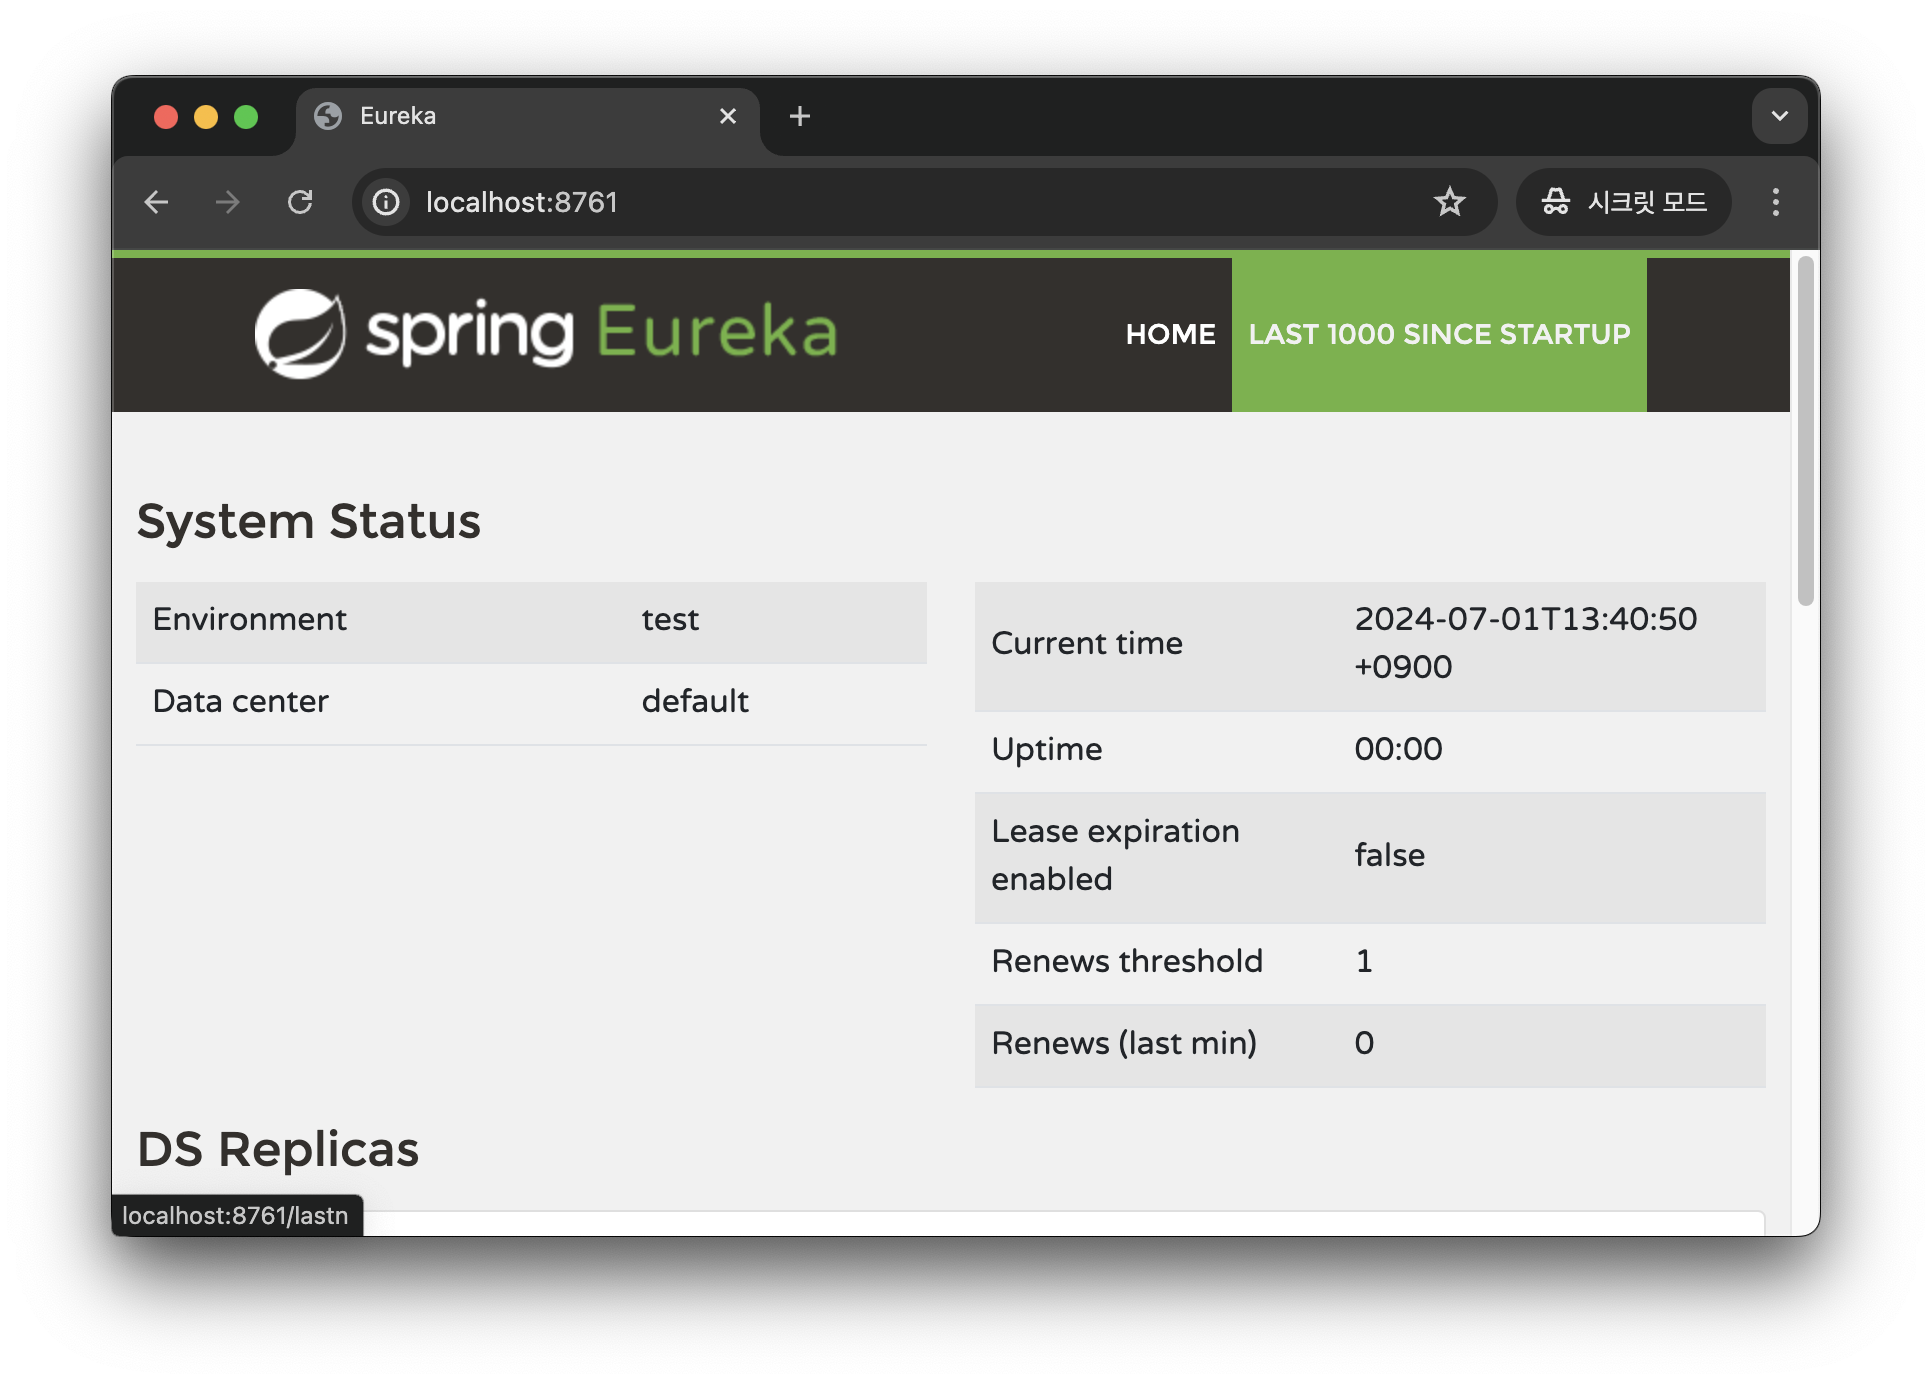 Eureka
localhost:8761
시크릿 모드
spring Eureka
HOME
LAST 1000 SINCE STARTUP
System Status
Environment
test
Data center
default
Current time
2024-07-01T13:40:50
+0900
Uptime
00:00
Lease expiration
enabled
false
Renews threshold
1
Renews (last min)
0
DS Replicas
localhost:8761/lastn